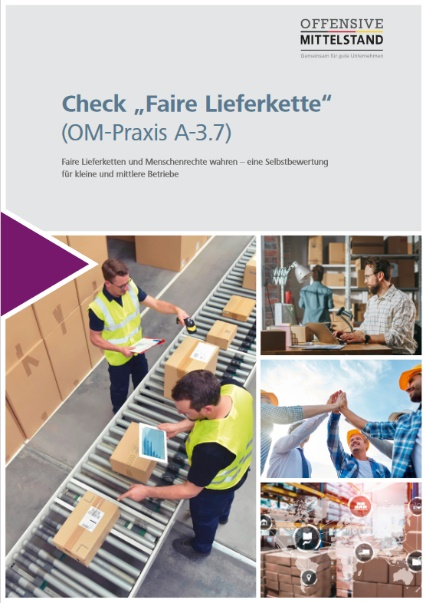 OFFENSIVE
MITTELSTAND
Gemeinsam für gute Unternehmen
Check „Faire Lieferkette“
(OM-Praxis A-3.7)
Faire Lieferketten und Menschenrechte wahren – eine Selbstbewertung
für kleine und mittlere Betriebe